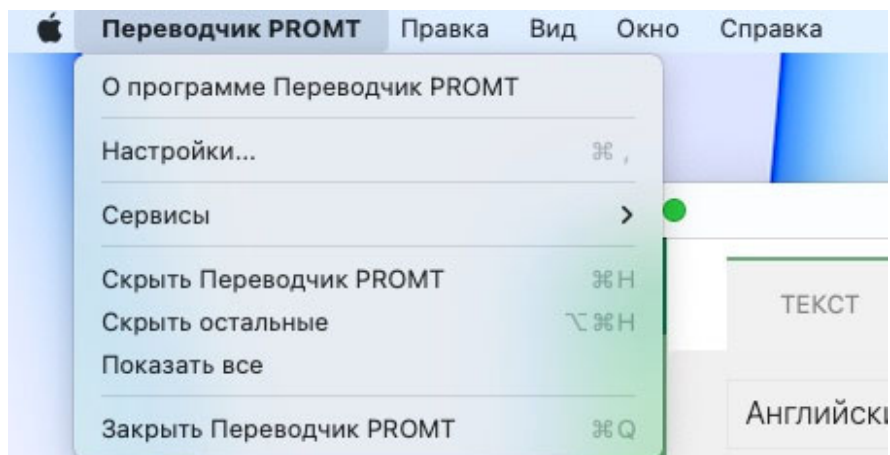 Переводчик PROMT Правка Вид Окно Справка
О программе Переводчик PROMT
Настройки... ⌘ ,
Сервисы
Скрыть Переводчик PROMT ⌘H
Скрыть остальные ⌥⌘H
Показать все
Закрыть Переводчик PROMT ⌘Q
ТЕКСТ